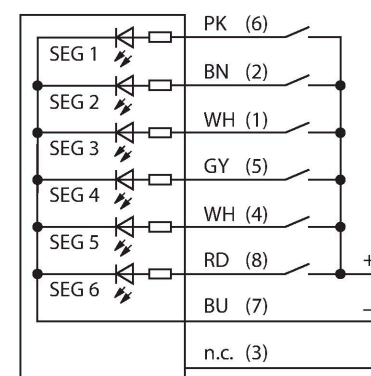 PK (6)
SEG 1
BN (2)
SEG 2
WH (1)
SEG 3
GY (5)
SEG 4
WH (4)
SEG 5
RD (8)
+
SEG 6
BU (7)
–
n.c. (3)